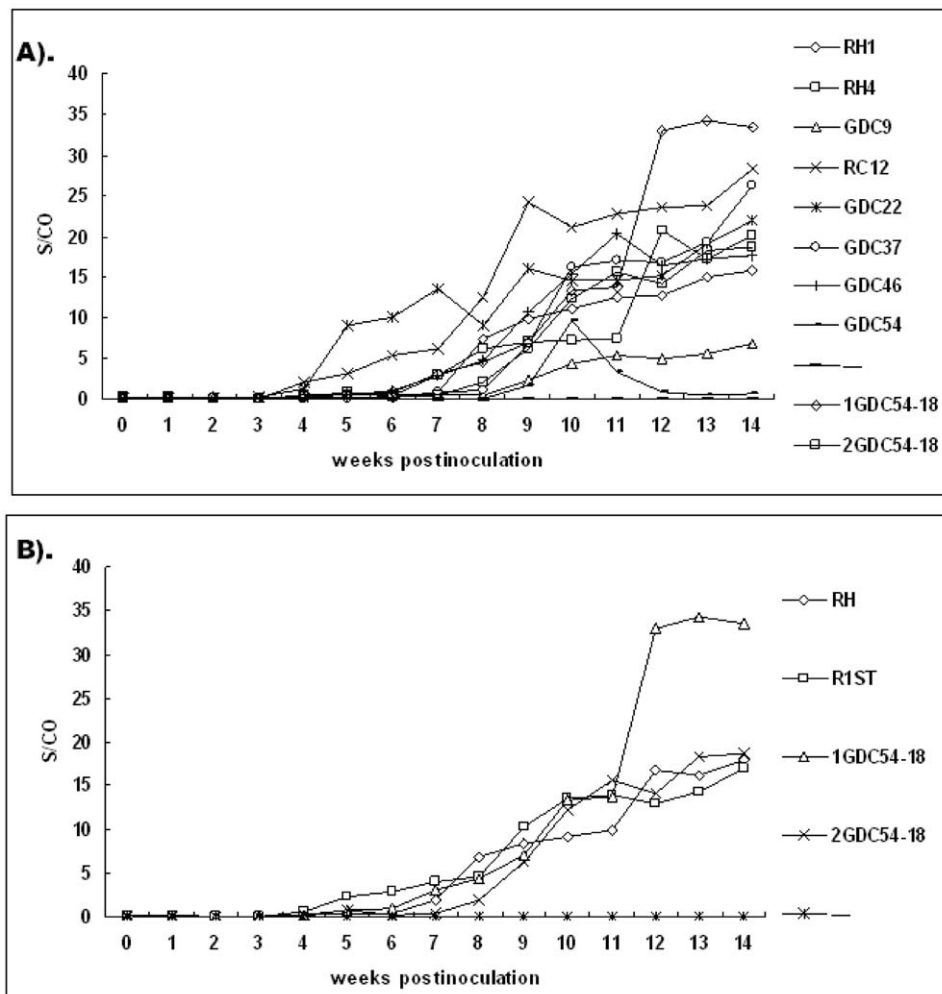 A).
S/CO
40
35
30
25
20
15
10
5
0
0 1 2 3 4 5 6 7 8 9 10 11 12 13 14
weeks postinoculation
RH1
RH4
GDC9
RC12
GDC22
GDC37
GDC46
GDC54
—
1GDC54-18
2GDC54-18
B).
S/CO
40
35
30
25
20
15
10
5
0
0 1 2 3 4 5 6 7 8 9 10 11 12 13 14
weeks postinoculation
RH
R1ST
1GDC54-18
2GDC54-18
—